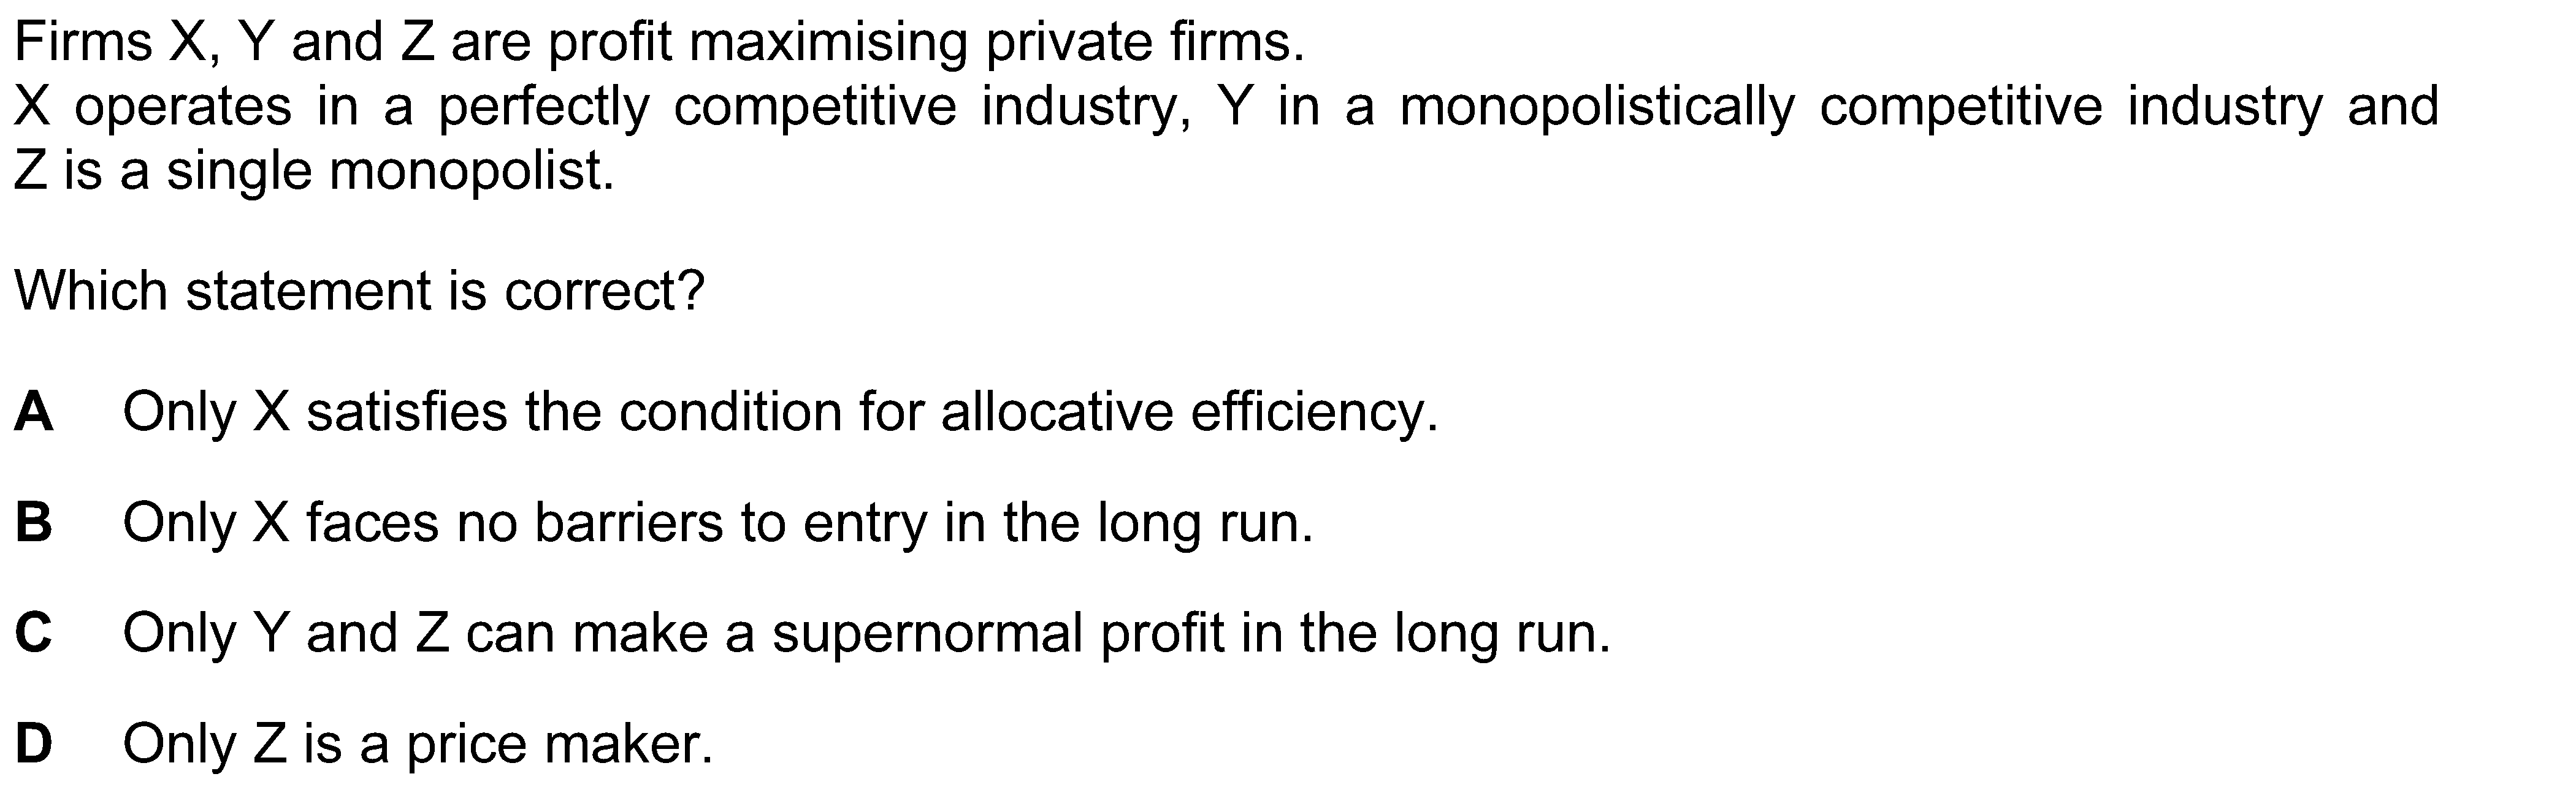 Firms X, Y and Z are profit maximising private firms.
X operates in a perfectly competitive industry, Y in a monopolistically competitive industry and
Z is a single monopolist.
Which statement is correct?
A Only X satisfies the condition for allocative efficiency.
B Only X faces no barriers to entry in the long run.
C Only Y and Z can make a supernormal profit in the long run.
D Only Z is a price maker.